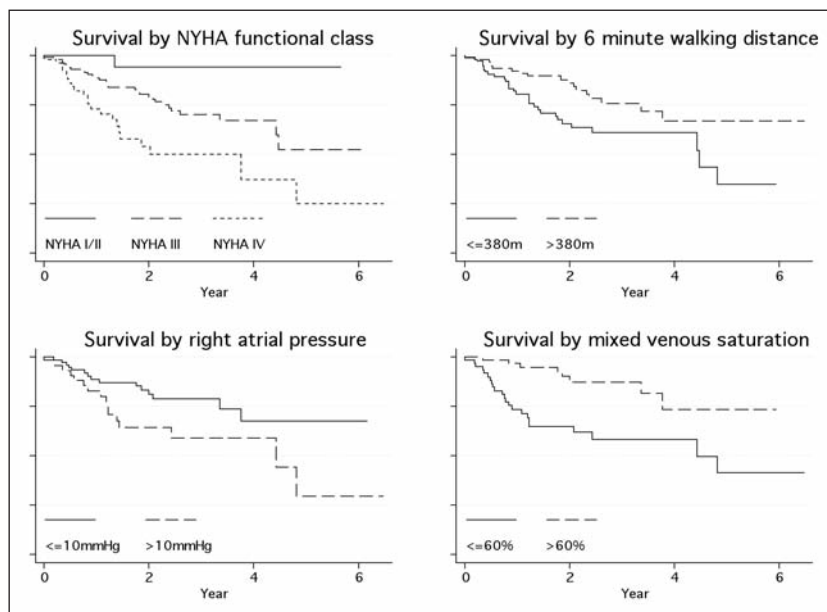 Survival by NYHA functional class
NYHA I/II NYHA III NYHA IV
0 2 4 6
Year
Survival by 6 minute walking distance
<=380m >380m
0 2 4 6
Year
Survival by right atrial pressure
<=10mmHg >10mmHg
0 2 4 6
Year
Survival by mixed venous saturation
<=60% >60%
0 2 4 6
Year